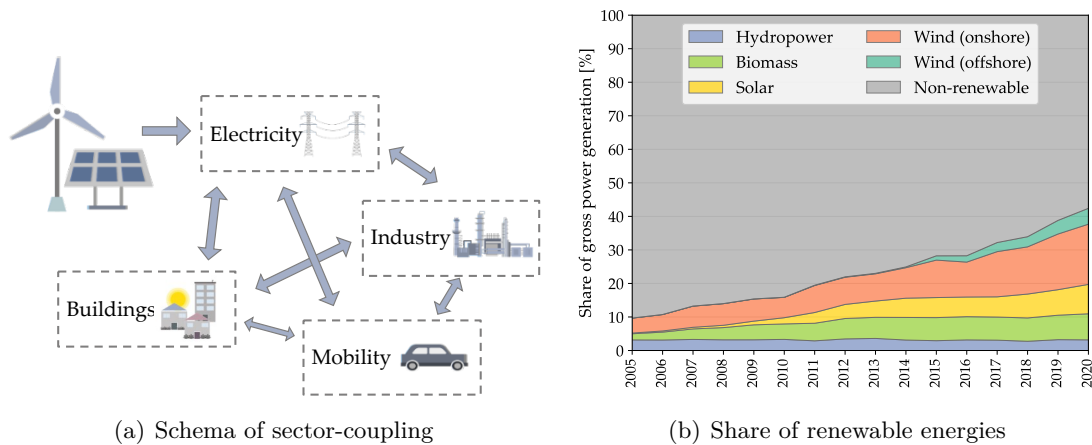 Electricity
Industry
Buildings
Mobility
(a) Schema of sector-coupling
Share of gross power generation [%]
100
90
80
70
60
50
40
30
20
10
0
Hydropower
Biomass
Solar
Wind (onshore)
Wind (offshore)
Non-renewable
2005
2006
2007
2008
2009
2010
2011
2012
2013
2014
2015
2016
2017
2018
2019
2020
(b) Share of renewable energies